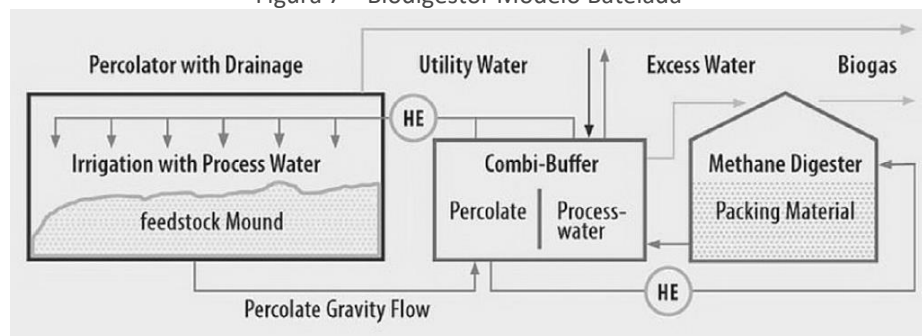 Figura 7 – Biodigestor Modelo Batelada
Percolator with Drainage
Utility Water
Excess Water
Biogas
HE
Irrigation with Process Water
feedstock Mound
Combi-Buffer
Percolate
Process-
water
Methane Digester
Packing Material
HE
Percolate Gravity Flow